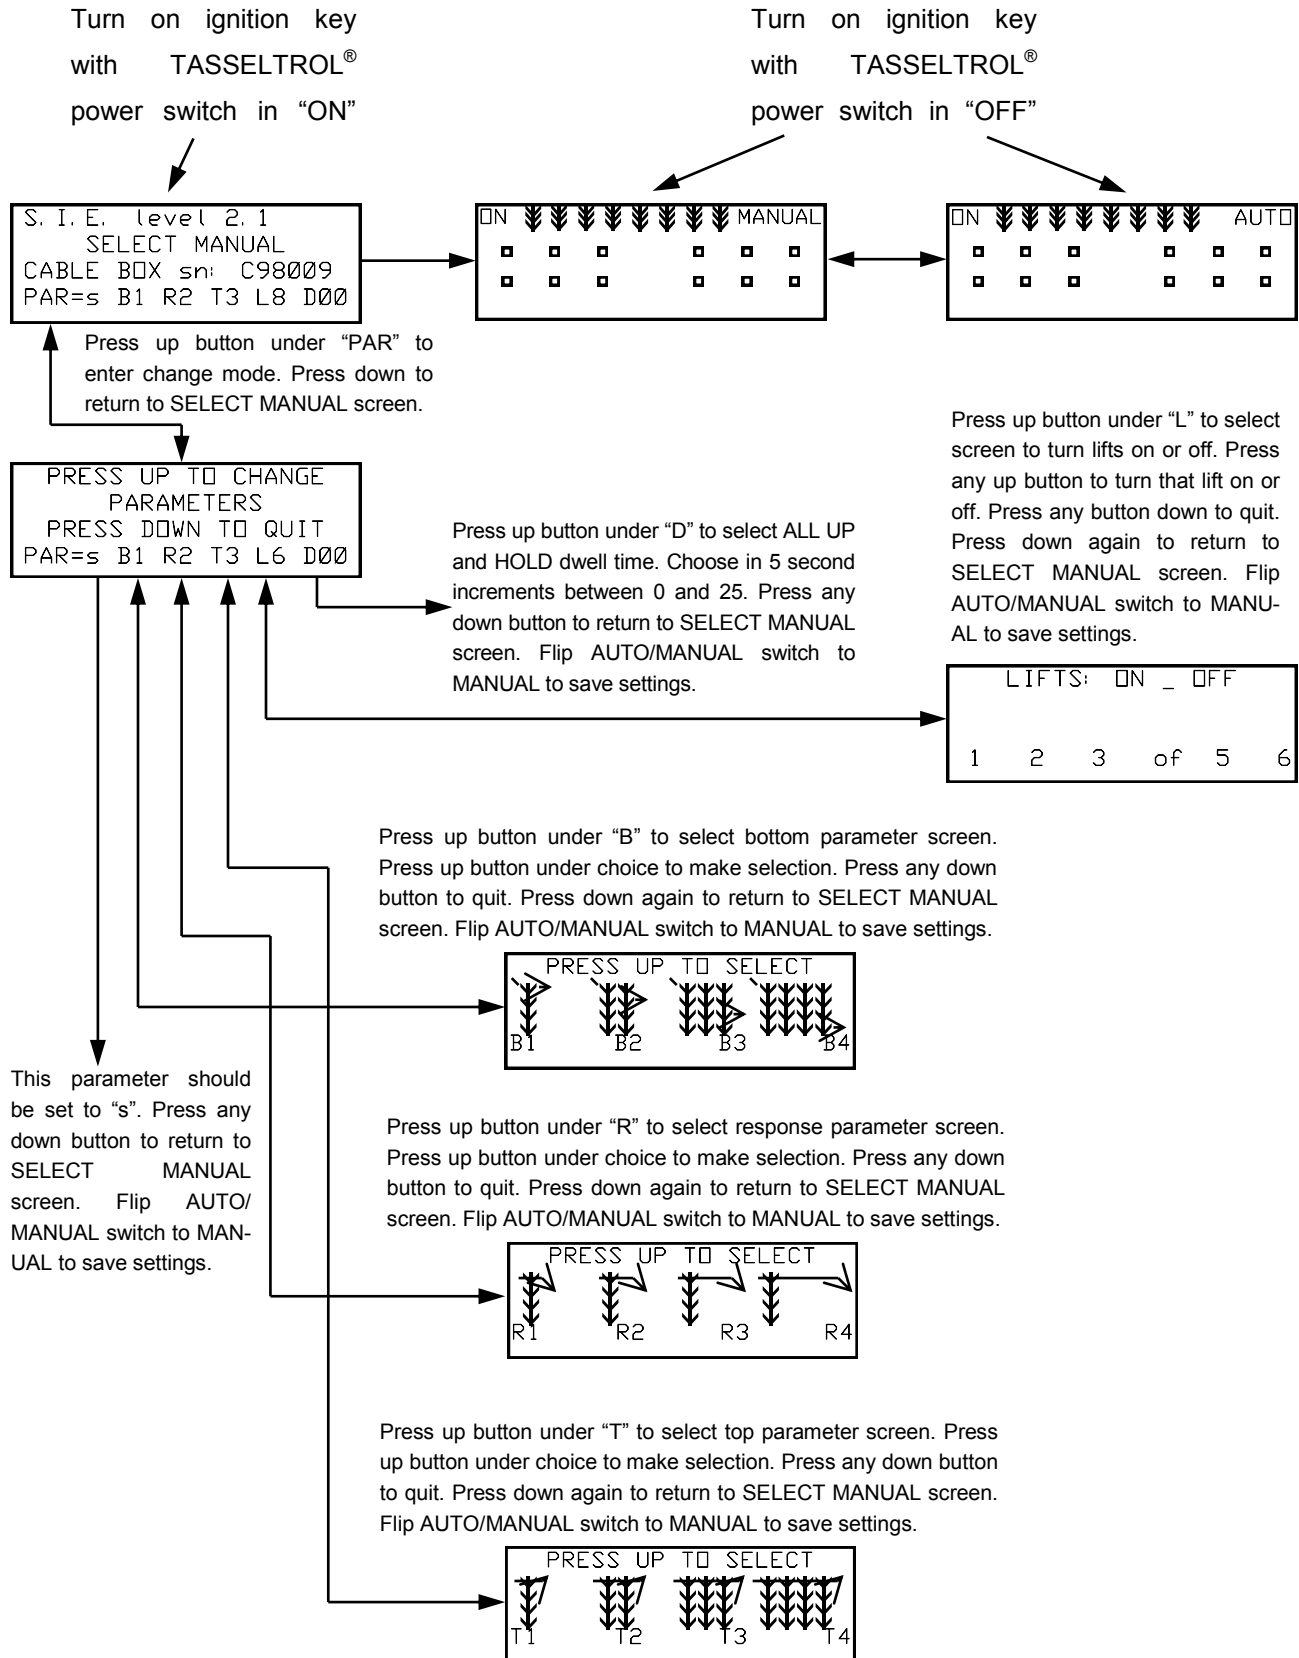 Turn on ignition key
with TASSELTROL®
power switch in “ON”
Turn on ignition key
with TASSELTROL®
power switch in “OFF”
S. I. E. level 2. 1
SELECT MANUAL
CABLE BOX sn: C98009
PAR=s B1 R2 T3 L8 D00
ON MANUAL
ON AUTO
Press up button under “PAR” to
enter change mode. Press down to
return to SELECT MANUAL screen.
PRESS UP TO CHANGE
PARAMETERS
PRESS DOWN TO QUIT
PAR=s B1 R2 T3 L6 D00
Press up button under “D” to select ALL UP
and HOLD dwell time. Choose in 5 second
increments between 0 and 25. Press any
down button to return to SELECT MANUAL
screen. Flip AUTO/MANUAL switch to
MANUAL to save settings.
Press up button under “L” to select
screen to turn lifts on or off. Press
any up button to turn that lift on or
off. Press any button down to quit.
Press down again to return to
SELECT MANUAL screen. Flip
AUTO/MANUAL switch to MANU-
AL to save settings.
LIFTS: ON _ OFF
1 2 3 of 5 6
Press up button under “B” to select bottom parameter screen.
Press up button under choice to make selection. Press any down
button to quit. Press down again to return to SELECT MANUAL
screen. Flip AUTO/MANUAL switch to MANUAL to save settings.
PRESS UP TO SELECT
B1 B2 B3 B4
This parameter should
be set to “s”. Press any
down button to return to
SELECT MANUAL
screen. Flip AUTO/
MANUAL switch to MAN-
UAL to save settings.
Press up button under “R” to select response parameter screen.
Press up button under choice to make selection. Press any down
button to quit. Press down again to return to SELECT MANUAL
screen. Flip AUTO/MANUAL switch to MANUAL to save settings.
PRESS UP TO SELECT
R1 R2 R3 R4
Press up button under “T” to select top parameter screen. Press
up button under choice to make selection. Press any down button
to quit. Press down again to return to SELECT MANUAL screen.
Flip AUTO/MANUAL switch to MANUAL to save settings.
PRESS UP TO SELECT
T1 T2 T3 T4